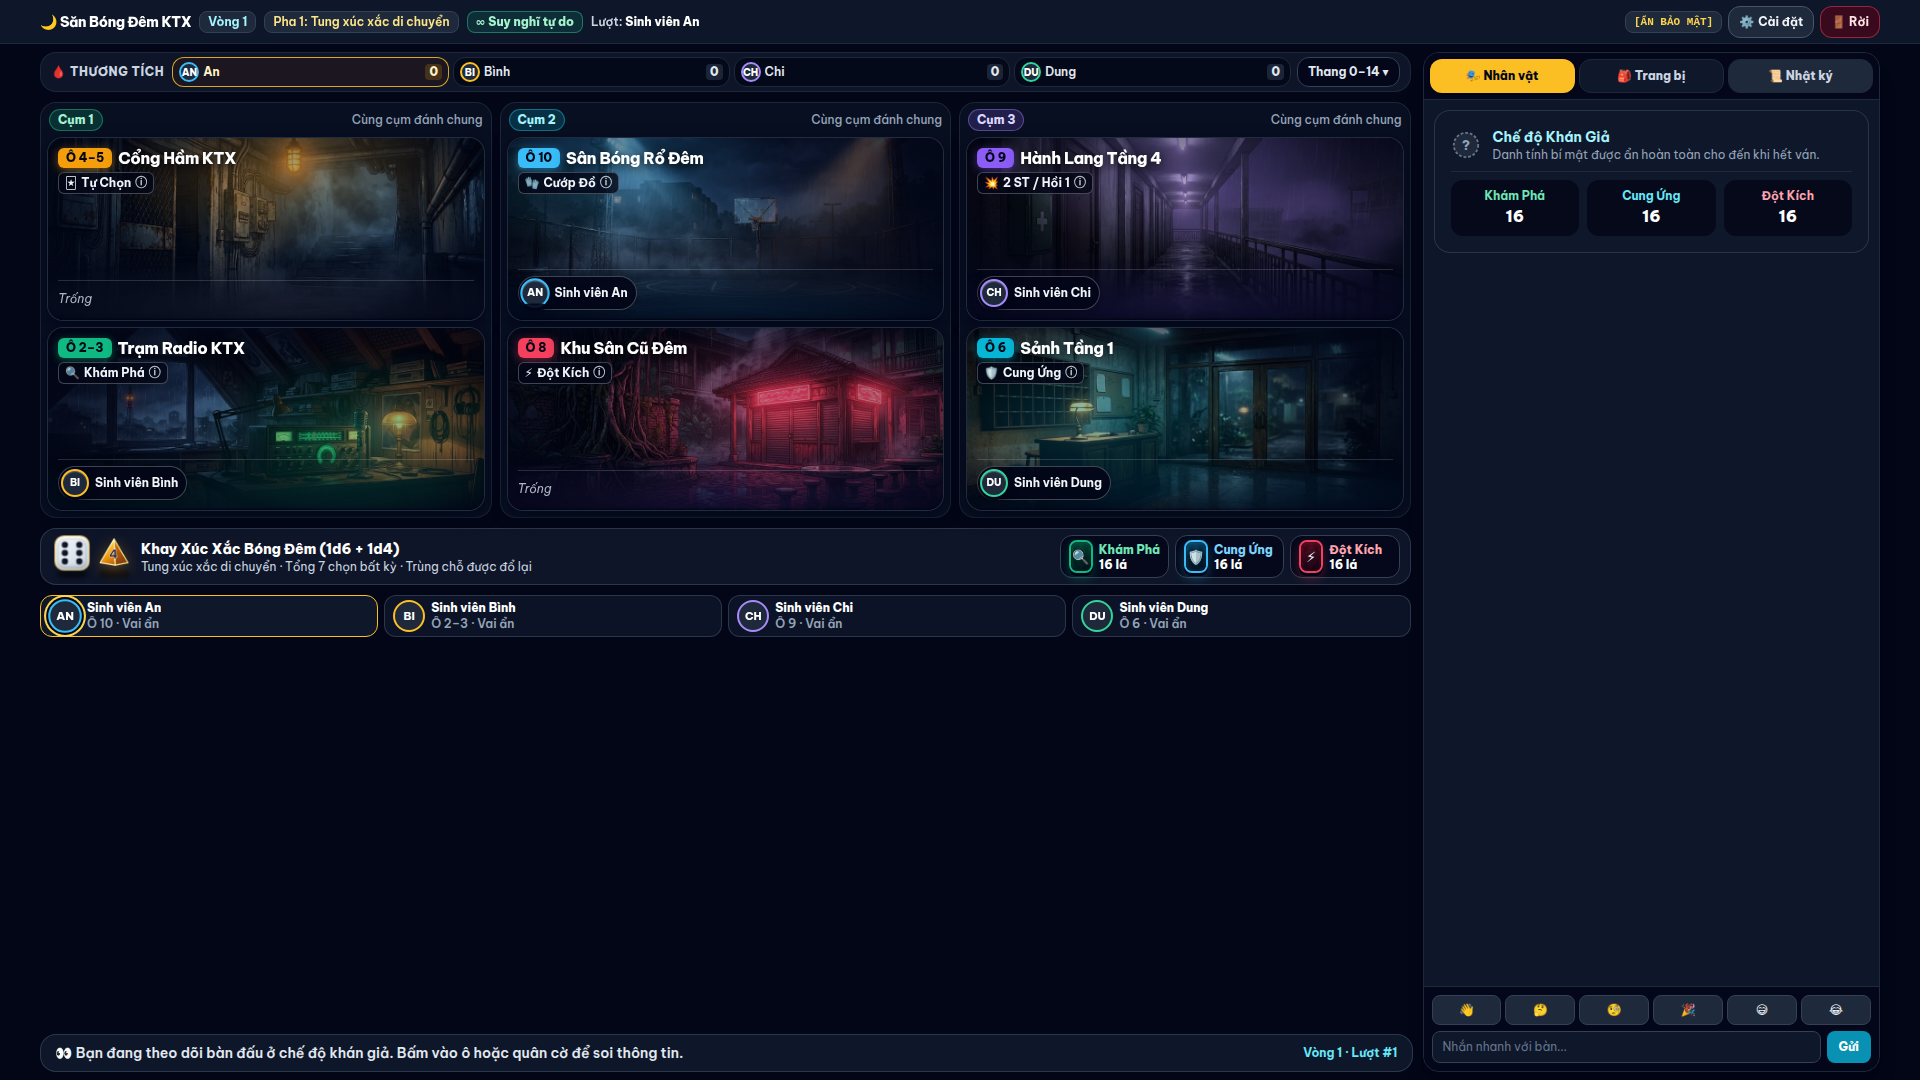 🌙 Săn Bóng Đêm KTX Vòng 1 Pha 1: Tung xúc xắc di chuyển ∞ Suy nghĩ tự do Lượt: Sinh viên An [ẨN BẢO MẬT] ⚙️ Cài đặt 🚪 Rời
🩸 THƯƠNG TÍCH AN An 0 BI Bình 0 CH Chi 0 DU Dung 0 Thang 0–14 ▾
Cụm 1 Cùng cụm đánh chung
Ô 4–5 Cổng Hầm KTX
🃏 Tự Chọn ⓘ
Trống
Ô 2–3 Trạm Radio KTX
🔍 Khám Phá ⓘ
BI Sinh viên Bình
Cụm 2 Cùng cụm đánh chung
Ô 10 Sân Bóng Rổ Đêm
🧤 Cướp Đồ ⓘ
AN Sinh viên An
Ô 8 Khu Sân Cũ Đêm
⚡ Đột Kích ⓘ
Trống
Cụm 3 Cùng cụm đánh chung
Ô 9 Hành Lang Tầng 4
💥 2 ST / Hồi 1 ⓘ
CH Sinh viên Chi
Ô 6 Sảnh Tầng 1
🛡️ Cung Ứng ⓘ
DU Sinh viên Dung
4
Khay Xúc Xắc Bóng Đêm (1d6 + 1d4)
Tung xúc xắc di chuyển · Tổng 7 chọn bất kỳ · Trùng chỗ được đổ lại
🔍 Khám Phá
16 lá
🛡️ Cung Ứng
16 lá
⚡ Đột Kích
16 lá
AN Sinh viên An
Ô 10 · Vai ẩn
BI Sinh viên Bình
Ô 2–3 · Vai ẩn
CH Sinh viên Chi
Ô 9 · Vai ẩn
DU Sinh viên Dung
Ô 6 · Vai ẩn
👀 Bạn đang theo dõi bàn đấu ở chế độ khán giả. Bấm vào ô hoặc quân cờ để soi thông tin. Vòng 1 · Lượt #1
🎭 Nhân vật 🎒 Trang bị 📜 Nhật ký
? Chế độ Khán Giả
Danh tính bí mật được ẩn hoàn toàn cho đến khi hết ván.
Khám Phá Cung Ứng Đột Kích
16 16 16
Nhắn nhanh với bàn... Gửi